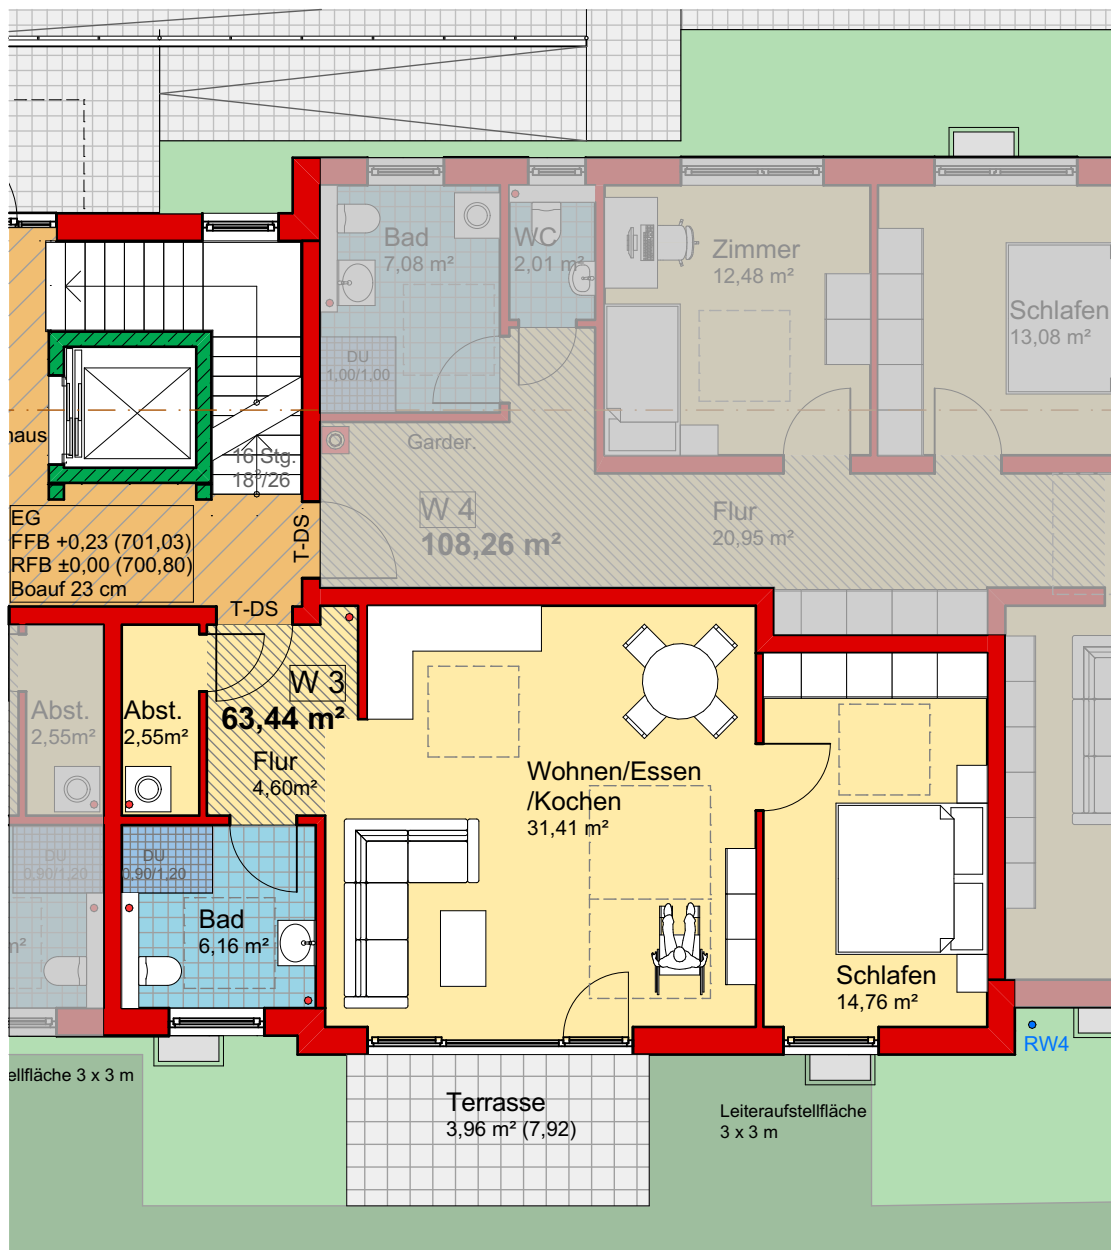 Bad
7,08 m²
WC
2,01 m²
Zimmer
12,48 m²
Schlafen
13,08 m²
DU
1,00/1,00
haus
Garder.
16 Stg.
18³/26
W 4
108,26 m²
Flur
20,95 m²
EG
FFB +0,23 (701,03)
RFB ±0,00 (700,80)
Boauf 23 cm
T-DS
T-DS
Abst.
2,55m²
Abst.
2,55m²
W 3
63,44 m²
Flur
4,60m²
Wohnen/Essen
/Kochen
31,41 m²
DU
0,90/1,20
DU
0,90/1,20
Bad
6,16 m²
m²
Schlafen
14,76 m²
RW4
ellfläche 3 x 3 m
Terrasse
3,96 m² (7,92)
Leiteraufstellfläche
3 x 3 m